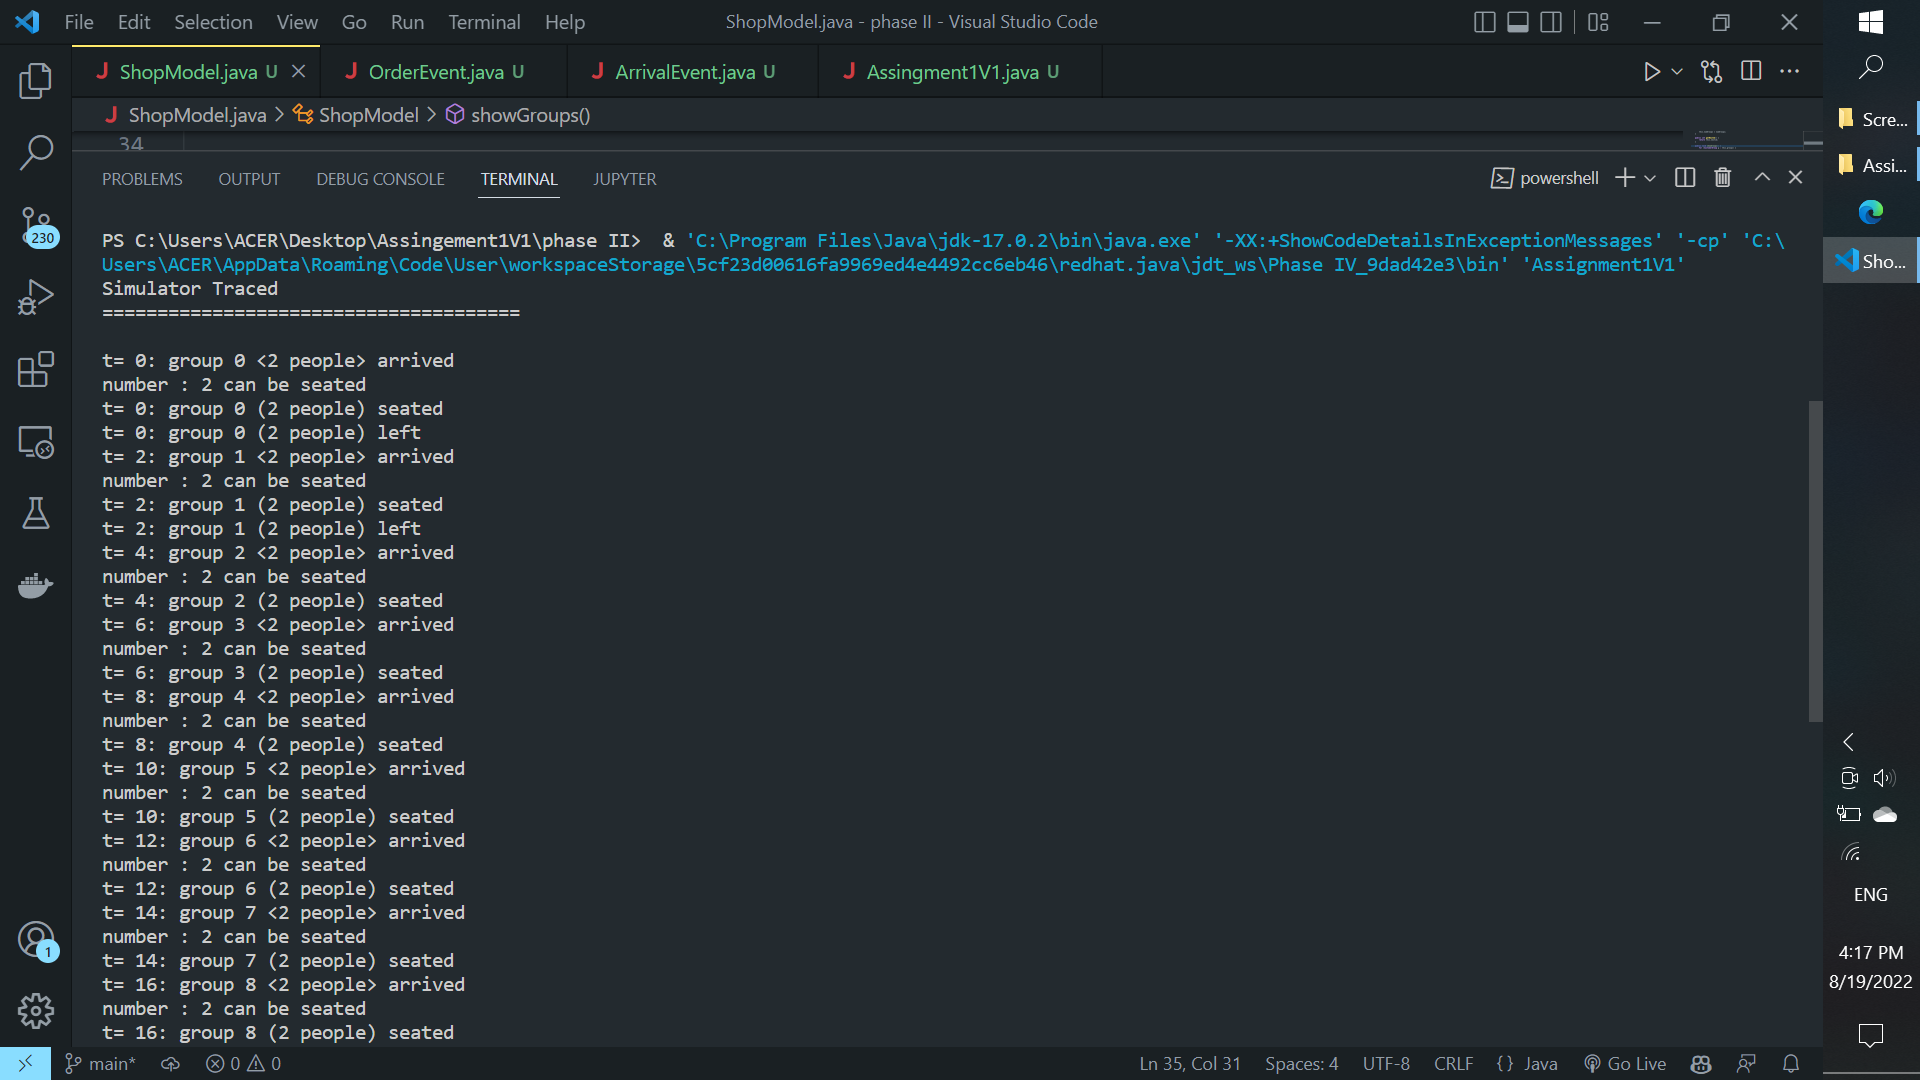 File Edit Selection View Go Run Terminal Help
ShopModel.java - phase II - Visual Studio Code
ShopModel.java U
OrderEvent.java U
ArrivalEvent.java U
Assingment1V1.java U
ShopModel.java > ShopModel > showGroups()
34
PROBLEMS OUTPUT DEBUG CONSOLE TERMINAL JUPYTER
powershell
PS C:\Users\ACER\Desktop\Assingement1V1\phase II>  & 'C:\Program Files\Java\jdk-17.0.2\bin\java.exe' '-XX:+ShowCodeDetailsInExceptionMessages' '-cp' 'C:\
Users\ACER\AppData\Roaming\Code\User\workspaceStorage\5cf23d00616fa9969ed4e4492cc6eb46\redhat.java\jdt_ws\Phase IV_9dad42e3\bin' 'Assignment1V1'
Simulator Traced
======================================
t= 0: group 0 <2 people> arrived
number : 2 can be seated
t= 0: group 0 (2 people) seated
t= 0: group 0 (2 people) left
t= 2: group 1 <2 people> arrived
number : 2 can be seated
t= 2: group 1 (2 people) seated
t= 2: group 1 (2 people) left
t= 4: group 2 <2 people> arrived
number : 2 can be seated
t= 4: group 2 (2 people) seated
t= 6: group 3 <2 people> arrived
number : 2 can be seated
t= 6: group 3 (2 people) seated
t= 8: group 4 <2 people> arrived
number : 2 can be seated
t= 8: group 4 (2 people) seated
t= 10: group 5 <2 people> arrived
number : 2 can be seated
t= 10: group 5 (2 people) seated
t= 12: group 6 <2 people> arrived
number : 2 can be seated
t= 12: group 6 (2 people) seated
t= 14: group 7 <2 people> arrived
number : 2 can be seated
t= 14: group 7 (2 people) seated
t= 16: group 8 <2 people> arrived
number : 2 can be seated
t= 16: group 8 (2 people) seated
230
1
main* 0 0
Ln 35, Col 31 Spaces: 4 UTF-8 CRLF {} Java Go Live
Scre...
Assi...
Sho...
ENG
4:17 PM
8/19/2022